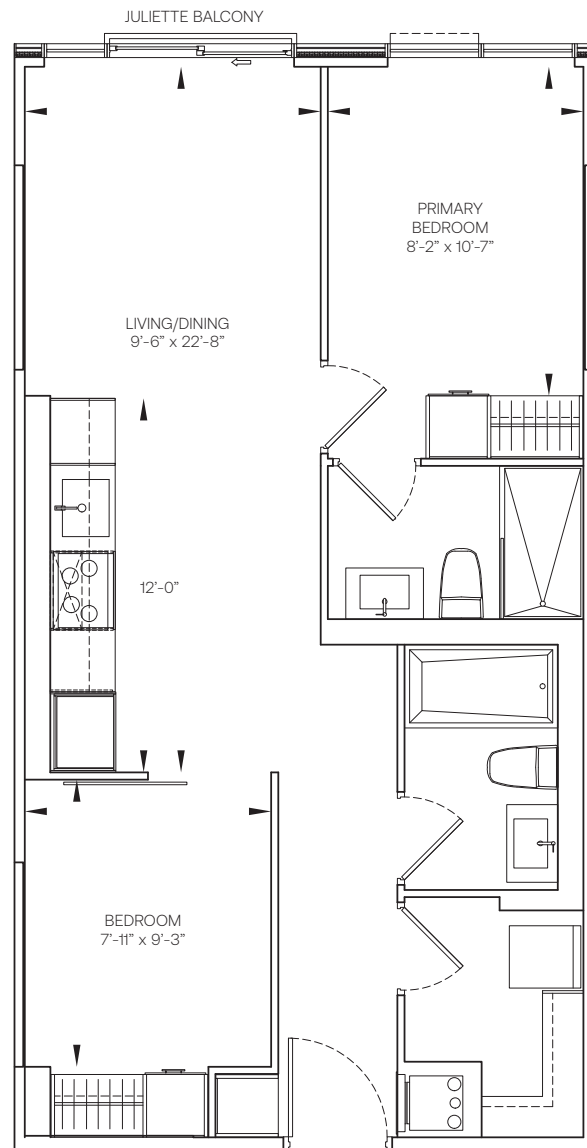 JULIETTE BALCONY
PRIMARY
BEDROOM
8'-2" x 10'-7"
LIVING/DINING
9'-6" x 22'-8"
12'-0"
BEDROOM
7'-11" x 9'-3"